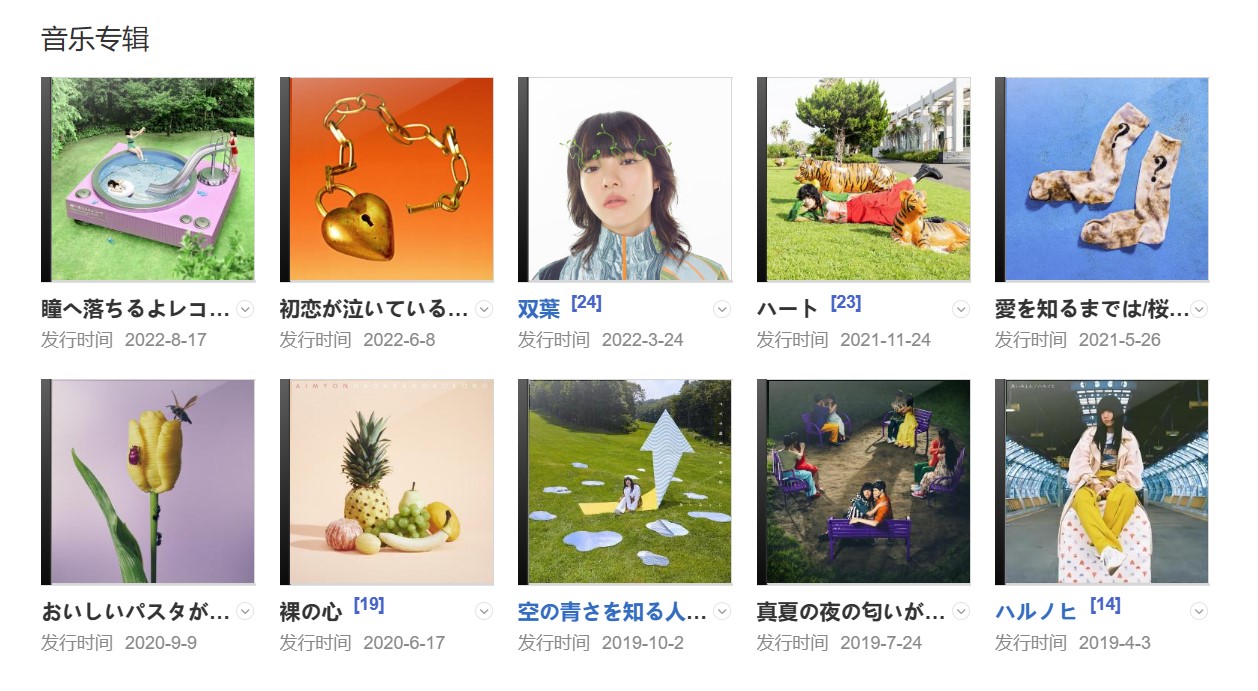 音乐专辑
瞳へ落ちるよレコ...
发行时间 2022-8-17
初恋が泣いている...
发行时间 2022-6-8
双葉 [24]
发行时间 2022-3-24
ハート [23]
发行时间 2021-11-24
愛を知るまでは/桜...
发行时间 2021-5-26
AIMYON
おいしいパスタが...
发行时间 2020-9-9
裸の心 [19]
发行时间 2020-6-17
空の青さを知る人...
发行时间 2019-10-2
真夏の夜の匂いが...
发行时间 2019-7-24
ハルノヒ [14]
发行时间 2019-4-3